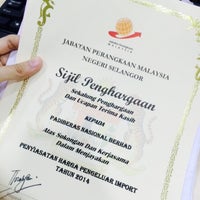 JABATAN PERANGKAAN MALAYSIA
NEGERI SELANGOR
Sijil Penghargaan
Sekalung Penghargaan
Dan Ucapan Terima Kasih
KEPADA
PADIBERAS NASIONAL BERHAD
Atas Sokongan Dan Kerjasama
Dalam Menjayakan
PENYIASATAN HARGA PENGELUAR IMPORT
TAHUN 2014